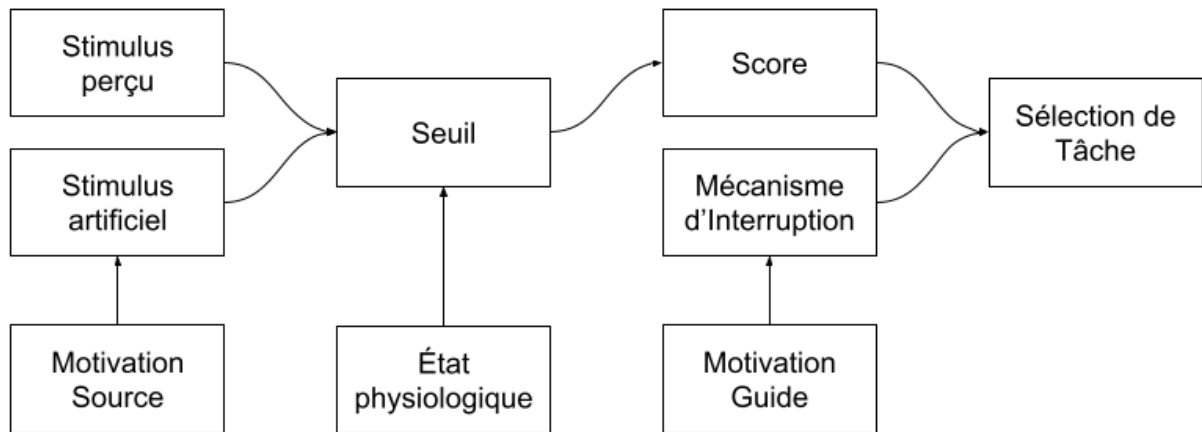 Stimulus
perçu
Stimulus
artificiel
Motivation
Source
Seuil
État
physiologique
Score
Mécanisme
d'Interruption
Motivation
Guide
Sélection de
Tâche